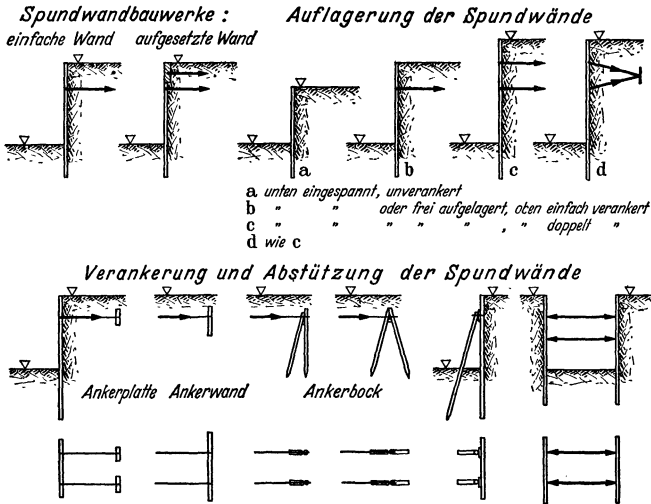 Spundwandbauwerke :
einfache Wand aufgesetzte Wand
Auflagerung der Spundwände
a b c d
a unten eingespannt, unverankert
b " " oder frei aufgelagert, oben einfach verankert
c " " " " " , " doppelt "
d wie c
Verankerung und Abstützung der Spundwände
Ankerplatte Ankerwand Ankerbock